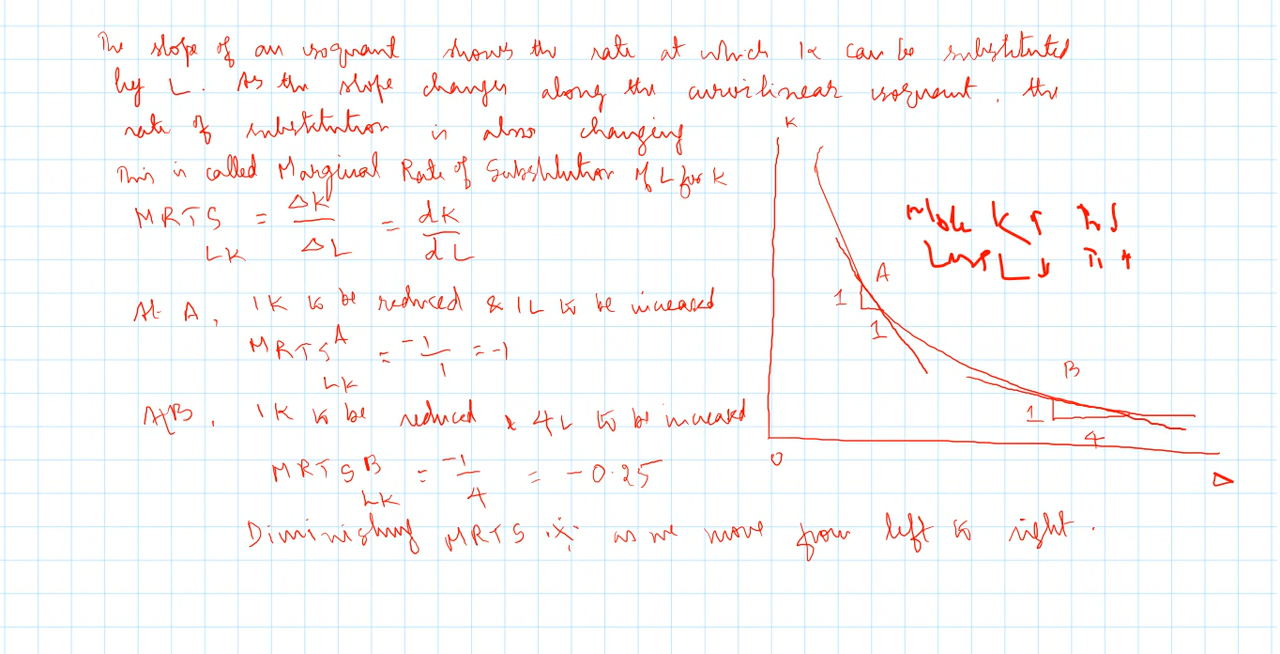 The slope of an isoquant shows the rate at which K can be substituted
by L. As the slope changes along the curvilinear isoquant, the
rate of substitution is also changing
This is called Marginal Rate of Substitution of L for K
MRTS LK = ΔK/ΔL = dK/dL
At A, 1K to be reduced & 1L to be increased
MRTS^A LK = -1/1 = -1
At B, 1K to be reduced & 4L to be increased
MRTS^B LK = -1/4 = -0.25
Diminishing MRTS as we move from left to right.
K
More K↑
Less L↓
A
1
1
B
1
4
0